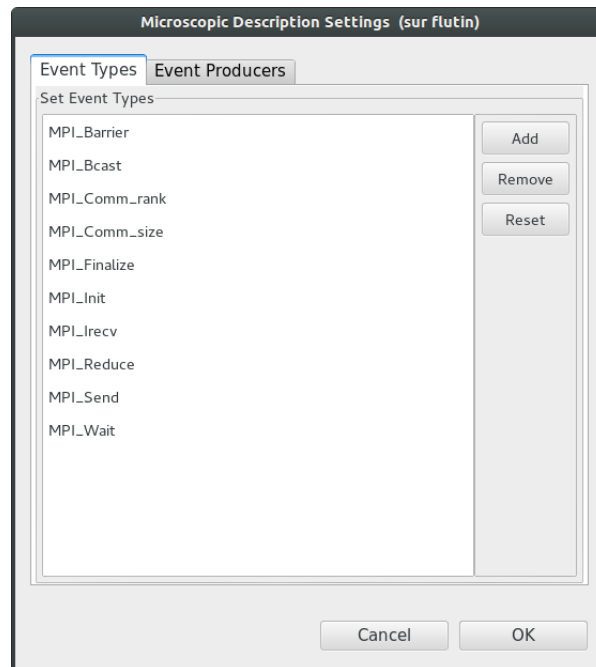 Microscopic Description Settings (sur flutin)
Event Types Event Producers
Set Event Types
MPI_Barrier
Add
MPI_Bcast
Remove
MPI_Comm_rank
Reset
MPI_Comm_size
MPI_Finalize
MPI_Init
MPI_Irecv
MPI_Reduce
MPI_Send
MPI_Wait
Cancel OK